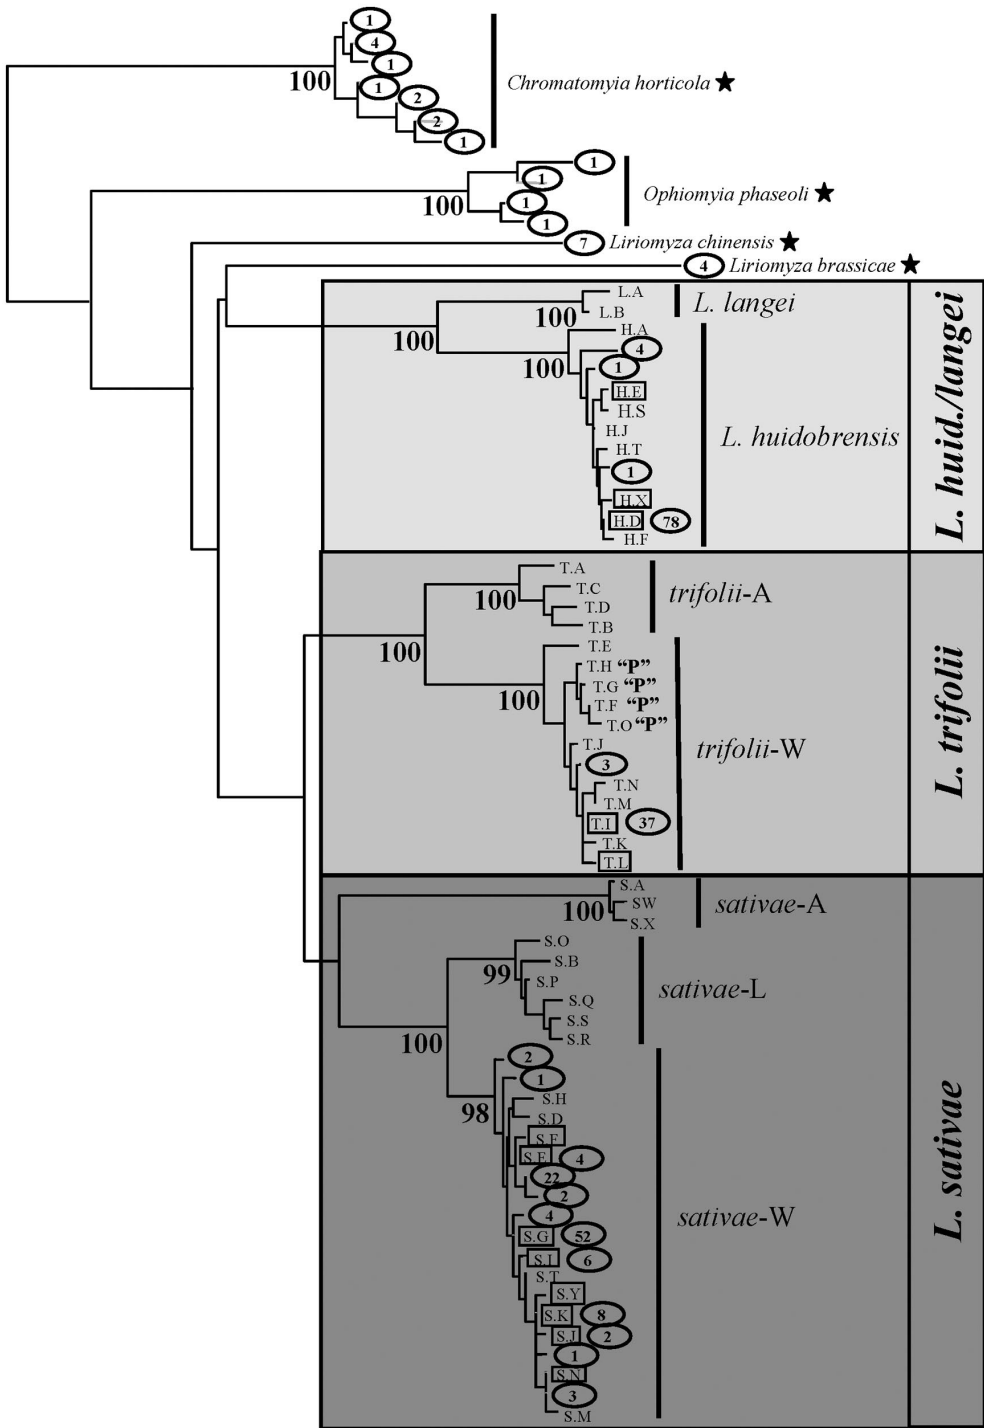 1
4
1
100
1
2
2
1
Chromatomyia horticola ★
1
1
1
1
100
Ophiomyia phaseoli ★
7 Liriomyza chinensis ★
4 Liriomyza brassicae ★
L.A
L.B
100
100
L. langei
H.A
4
100
1
H.E
H.S
H.J
H.T
1
H.X
H.D 78
H.F
L. huidobrensis
L. huid./langei
T.A
T.C
100
T.D
T.B
trifolii-A
100
T.E
T.H “P”
T.G “P”
100
T.F “P”
T.O “P”
T.J
3
T.N
T.M
T.I 37
T.K
T.L
trifolii-W
L. trifolii
S.A
SW
100
S.X
sativae-A
S.O
S.B
99
S.P
S.Q
S.S
S.R
sativae-L
100
2
1
S.H
98
S.D
S.F
S.E 4
22
2
4
S.G 52
S.I 6
S.T
S.Y
S.K 8
S.J 2
1
S.N
3
S.M
sativae-W
L. sativae